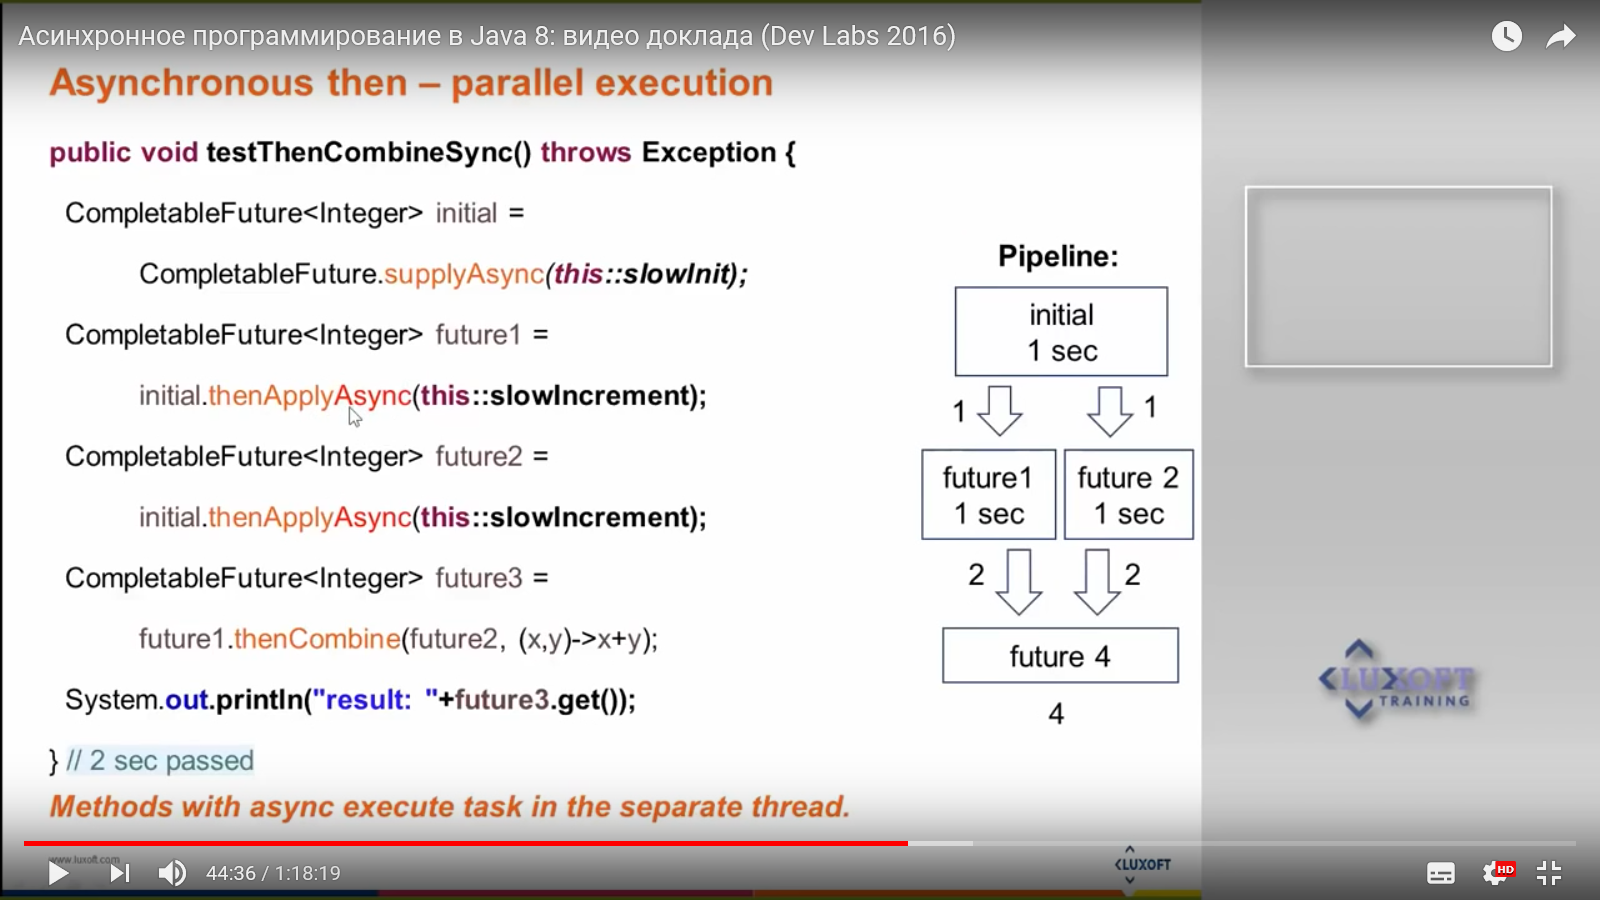 Асинхронное программирование в Java 8: видео доклада (Dev Labs 2016)
Asynchronous then – parallel execution
public void testThenCombineSync() throws Exception {
CompletableFuture<Integer> initial =
CompletableFuture.supplyAsync(this::slowInit);
CompletableFuture<Integer> future1 =
initial.thenApplyAsync(this::slowIncrement);
CompletableFuture<Integer> future2 =
initial.thenApplyAsync(this::slowIncrement);
CompletableFuture<Integer> future3 =
future1.thenCombine(future2, (x,y)->x+y);
System.out.println("result: "+future3.get());
} // 2 sec passed
Methods with async execute task in the separate thread.
Pipeline:
initial
1 sec
1 1
future1 future 2
1 sec 1 sec
2 2
future 4
4
LUXOFT
TRAINING
www.luxoft.com
LUXOFT
44:36 / 1:18:19
HD